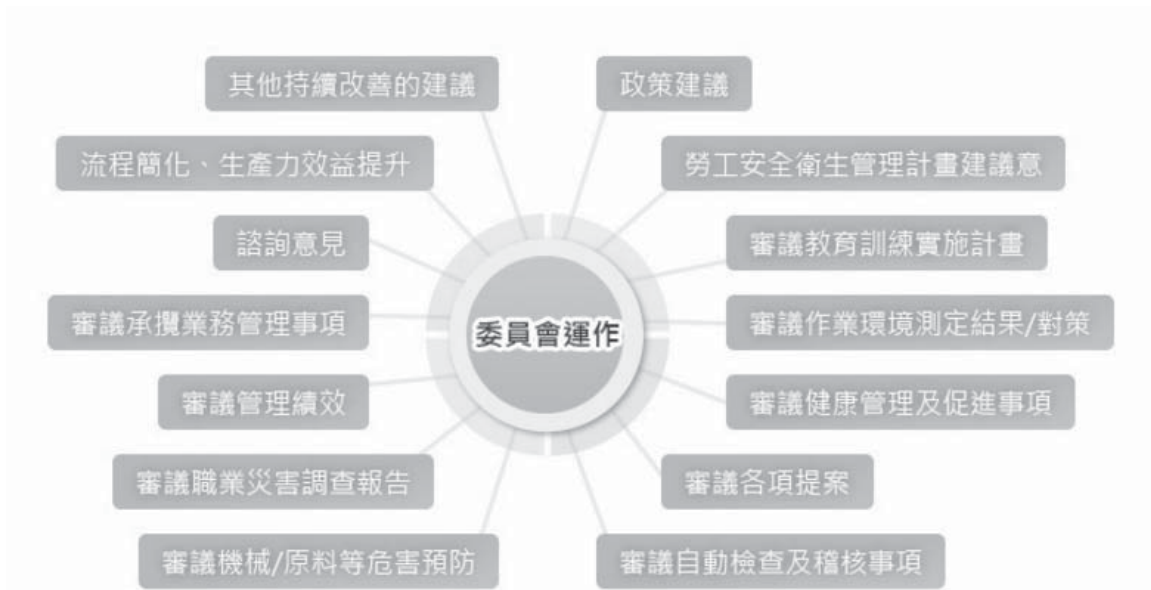 其他持續改善的建議
政策建議
流程簡化、生產力效益提升
勞工安全衛生管理計畫建議意
諮詢意見
審議教育訓練實施計畫
審議承攬業務管理事項
審議作業環境測定結果/對策
委員會運作
審議管理績效
審議健康管理及促進事項
審議職業災害調查報告
審議各項提案
審議機械/原料等危害預防
審議自動檢查及稽核事項